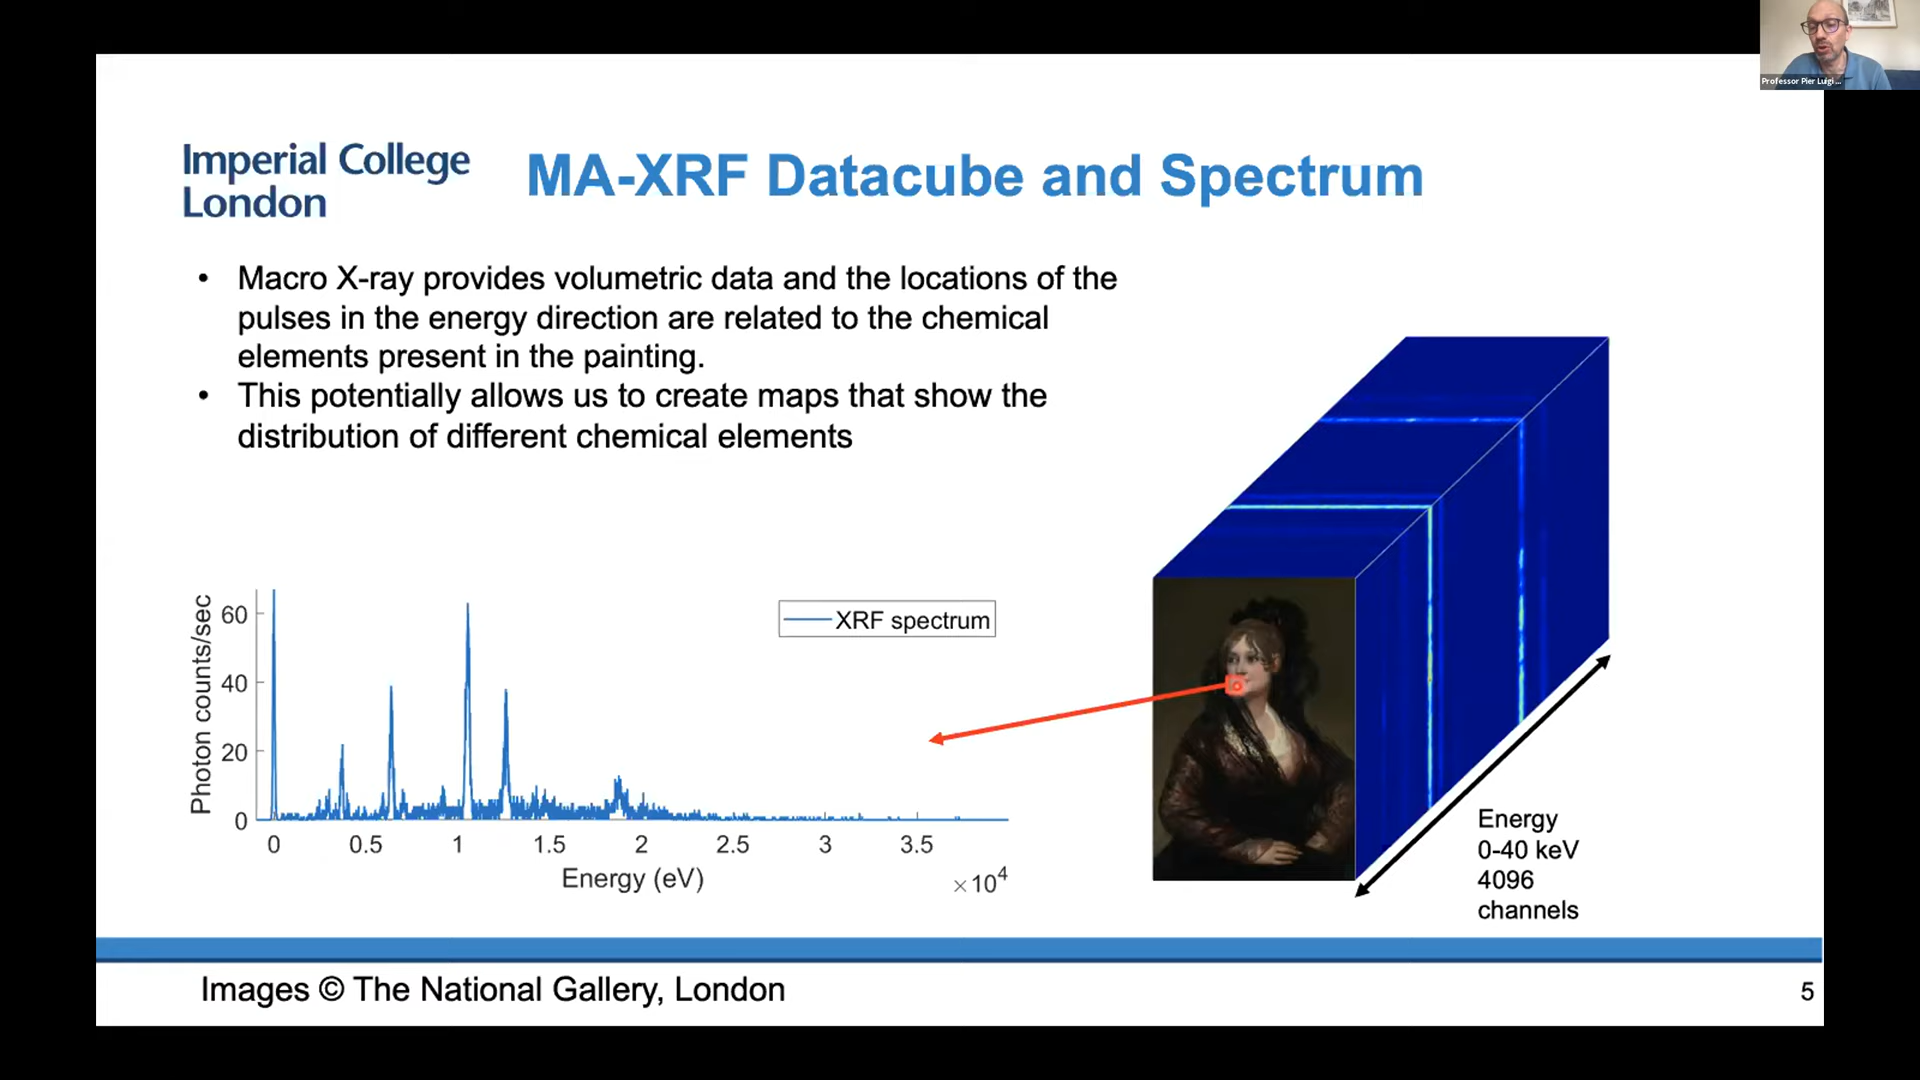 Professor Pier Luigi ...
Imperial College
London
MA-XRF Datacube and Spectrum
• Macro X-ray provides volumetric data and the locations of the
pulses in the energy direction are related to the chemical
elements present in the painting.
• This potentially allows us to create maps that show the
distribution of different chemical elements
Photon counts/sec
60
40
20
0
XRF spectrum
0 0.5 1 1.5 2 2.5 3 3.5
Energy (eV)
×10⁴
Energy
0-40 keV
4096
channels
Images © The National Gallery, London
5